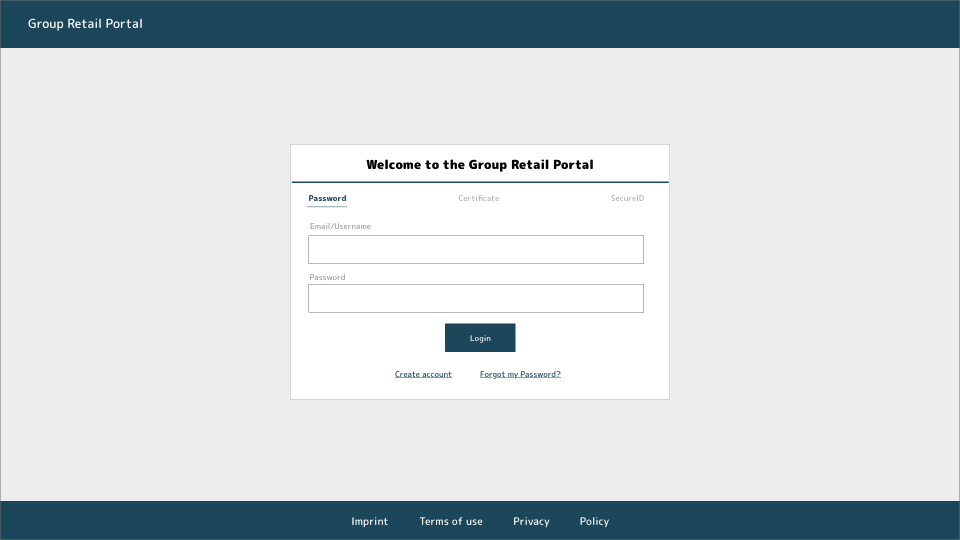 Group Retail Portal
Welcome to the Group Retail Portal
Password Certificate SecureID
Email/Username
Password
Login
Create account Forgot my Password?
Imprint Terms of use Privacy Policy